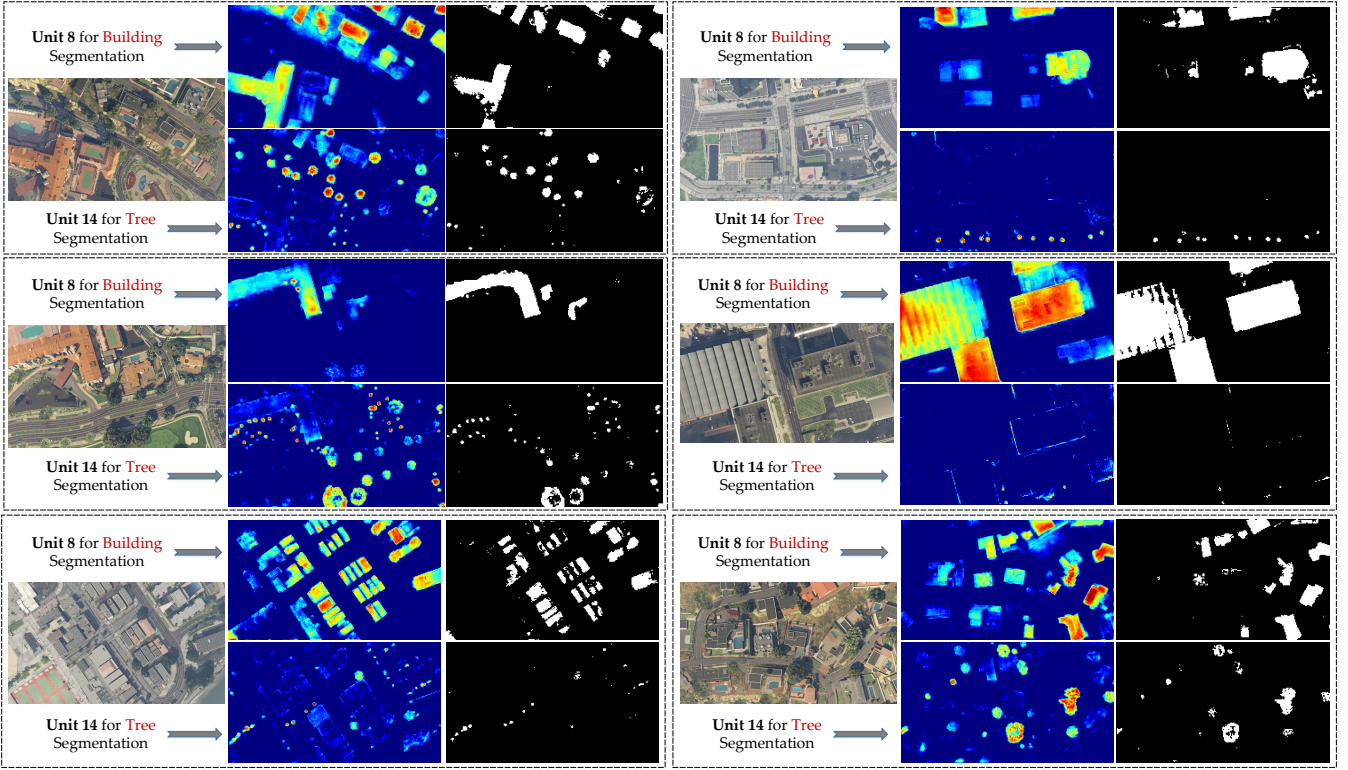 Unit 8 for Building
Segmentation
Unit 14 for Tree
Segmentation
Unit 8 for Building
Segmentation
Unit 14 for Tree
Segmentation
Unit 8 for Building
Segmentation
Unit 14 for Tree
Segmentation
Unit 8 for Building
Segmentation
Unit 14 for Tree
Segmentation
Unit 8 for Building
Segmentation
Unit 14 for Tree
Segmentation
Unit 8 for Building
Segmentation
Unit 14 for Tree
Segmentation